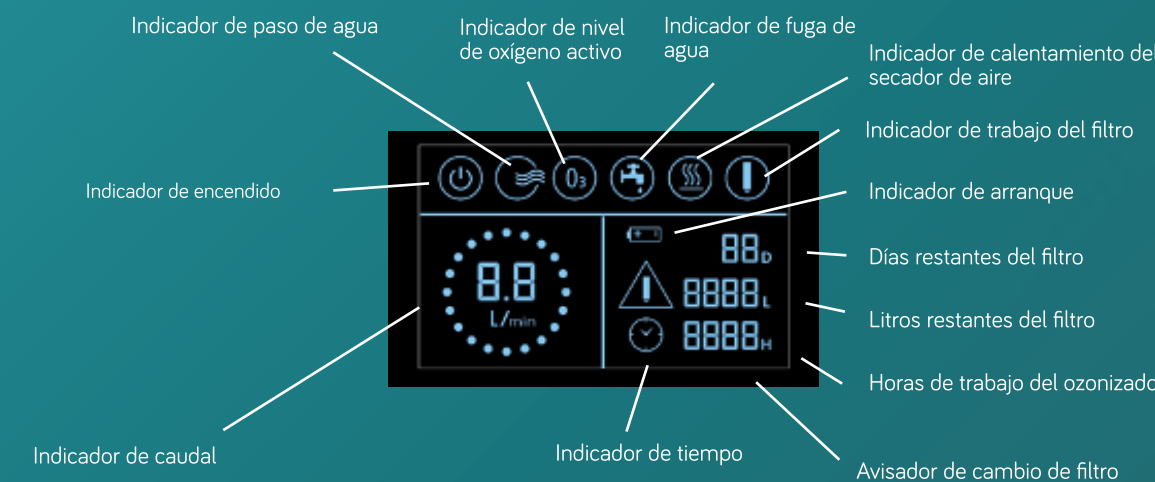 Indicador de paso de agua
Indicador de nivel
de oxígeno activo
Indicador de fuga de
agua
Indicador de calentamiento del
secador de aire
Indicador de trabajo del filtro
Indicador de encendido
Indicador de arranque
O₃
8.8
L/min
88D
8888L
8888H
Días restantes del filtro
Litros restantes del filtro
Horas de trabajo del ozonizado
Indicador de caudal
Indicador de tiempo
Avisador de cambio de filtro